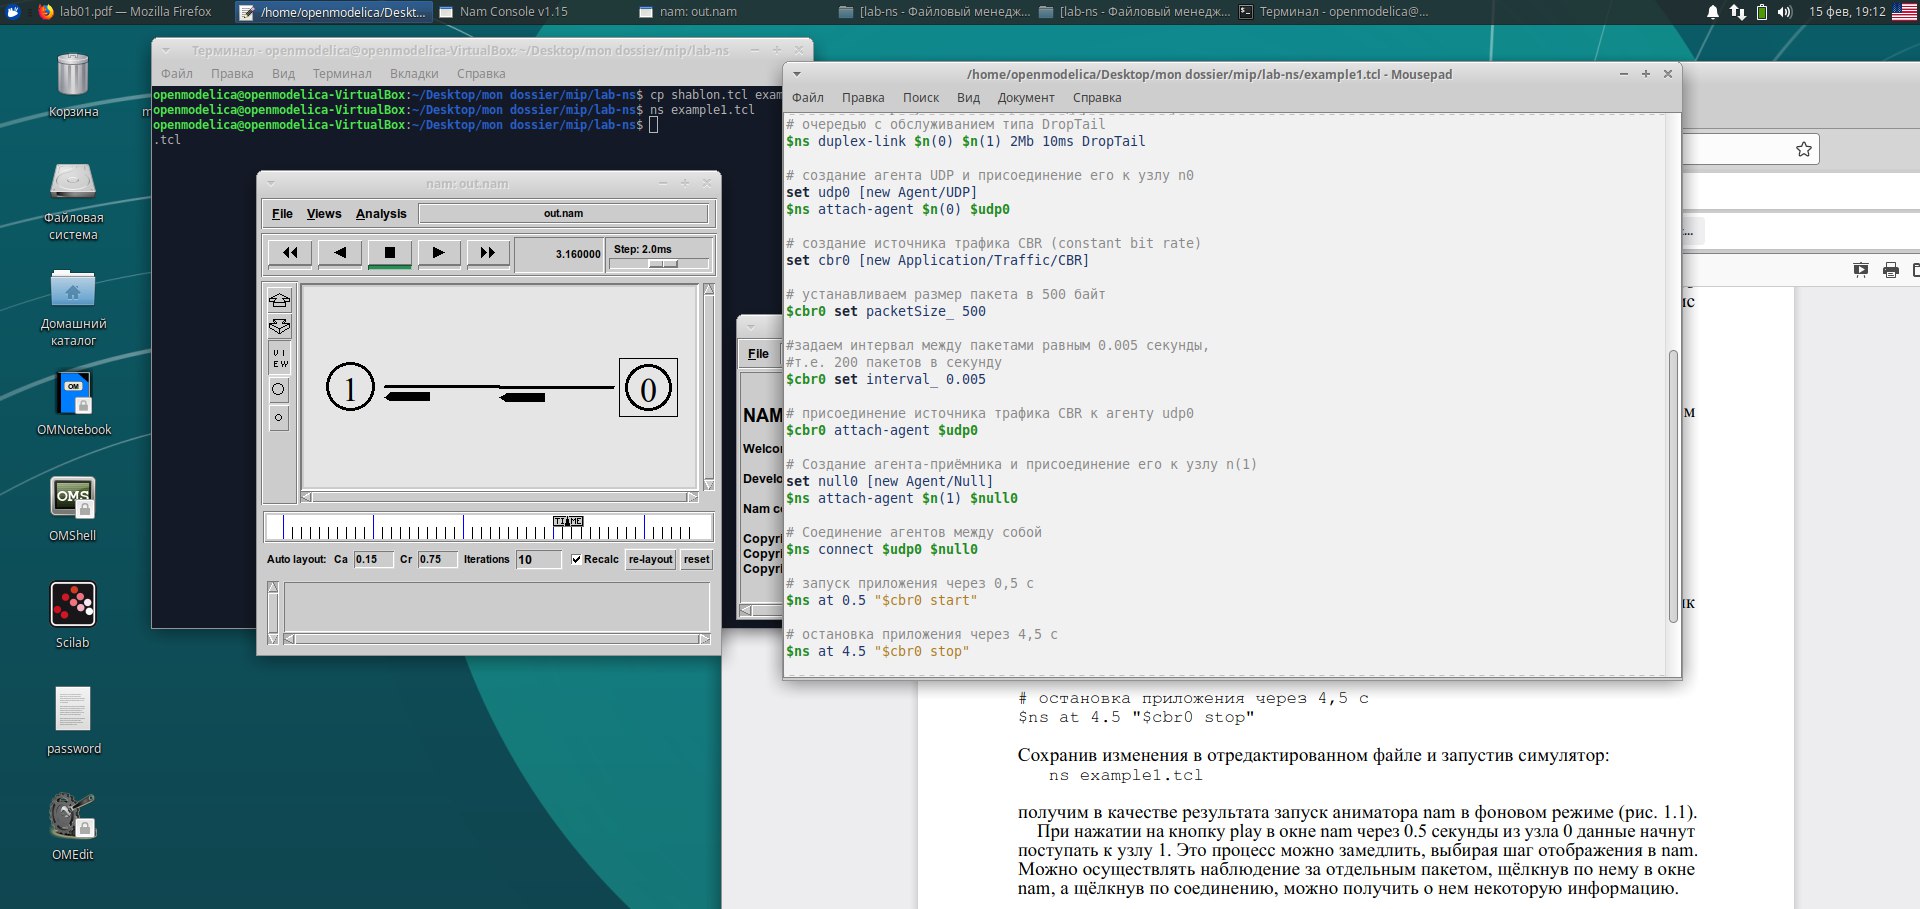 lab01.pdf — Mozilla Firefox
/home/openmodelica/Deskt...
Nam Console v1.15
nam: out.nam
[lab-ns - Файловый менедж...
[lab-ns - Файловый менедж...
Терминал - openmodelica@...
15 фев, 19:12
Корзина
Файловая
система
Домашний
каталог
OMNotebook
OMShell
Scilab
password
OMEdit
Терминал - openmodelica@openmodelica-VirtualBox: ~/Desktop/mon dossier/mip/lab-ns
Файл Правка Вид Терминал Вкладки Справка
openmodelica@openmodelica-VirtualBox:~/Desktop/mon dossier/mip/lab-ns$ cp shablon.tcl exam
openmodelica@openmodelica-VirtualBox:~/Desktop/mon dossier/mip/lab-ns$ ns example1.tcl
openmodelica@openmodelica-VirtualBox:~/Desktop/mon dossier/mip/lab-ns$
.tcl
nam: out.nam
File Views Analysis out.nam
3.160000 Step: 2.0ms
VIEW
1 0
TIME
Auto layout: Ca 0.15 Cr 0.75 Iterations 10 Recalc re-layout reset
File
NAM
Welcom
Develo
Nam co
Copyri
Copyri
Copyri
/home/openmodelica/Desktop/mon dossier/mip/lab-ns/example1.tcl - Mousepad
Файл Правка Поиск Вид Документ Справка
# очередью с обслуживанием типа DropTail
$ns duplex-link $n(0) $n(1) 2Mb 10ms DropTail
# создание агента UDP и присоединение его к узлу n0
set udp0 [new Agent/UDP]
$ns attach-agent $n(0) $udp0
# создание источника трафика CBR (constant bit rate)
set cbr0 [new Application/Traffic/CBR]
# устанавливаем размер пакета в 500 байт
$cbr0 set packetSize_ 500
#задаем интервал между пакетами равным 0.005 секунды,
#т.е. 200 пакетов в секунду
$cbr0 set interval_ 0.005
# присоединение источника трафика CBR к агенту udp0
$cbr0 attach-agent $udp0
# Создание агента-приёмника и присоединение его к узлу n(1)
set null0 [new Agent/Null]
$ns attach-agent $n(1) $null0
# Соединение агентов между собой
$ns connect $udp0 $null0
# запуск приложения через 0,5 с
$ns at 0.5 "$cbr0 start"
# остановка приложения через 4,5 с
$ns at 4.5 "$cbr0 stop"
# остановка приложения через 4,5 с
$ns at 4.5 "$cbr0 stop"
Сохранив изменения в отредактированном файле и запустив симулятор:
ns example1.tcl
получим в качестве результата запуск аниматора nam в фоновом режиме (рис. 1.1).
При нажатии на кнопку play в окне nam через 0.5 секунды из узла 0 данные начнут
поступать к узлу 1. Это процесс можно замедлить, выбирая шаг отображения в nam.
Можно осуществлять наблюдение за отдельным пакетом, щёлкнув по нему в окне
nam, а щёлкнув по соединению, можно получить о нем некоторую информацию.